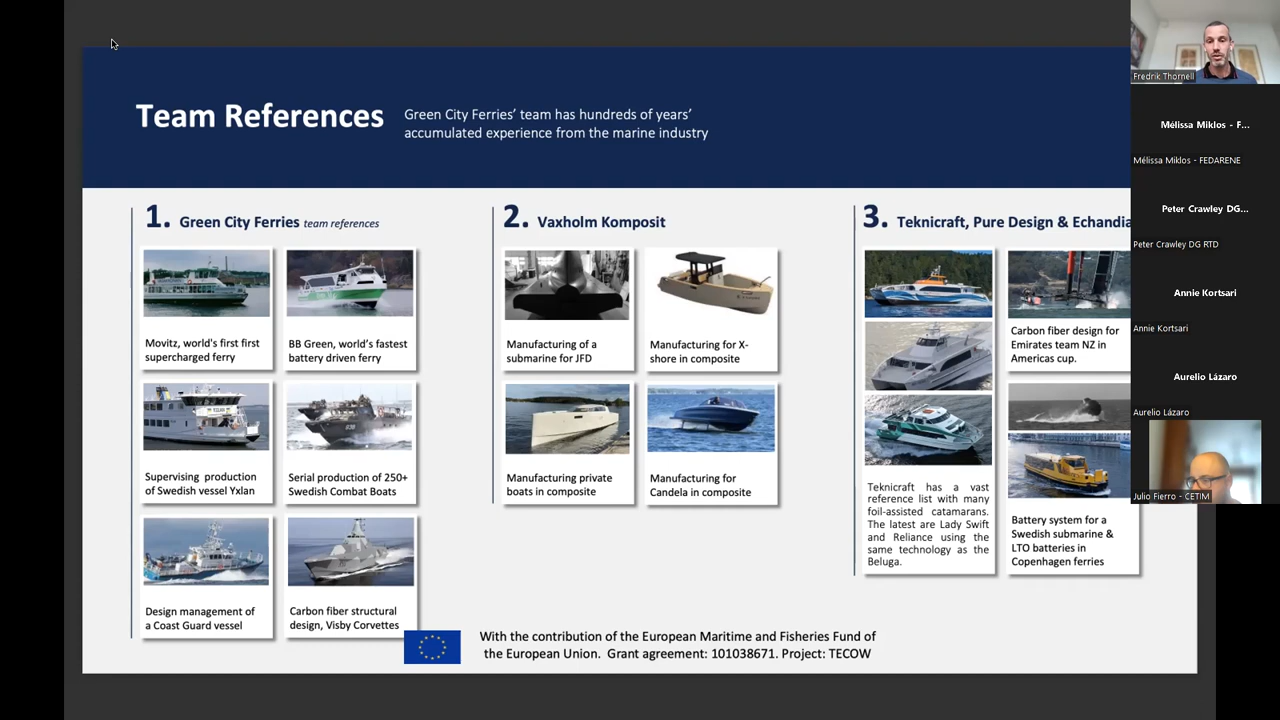 Team References
Green City Ferries' team has hundreds of years'
accumulated experience from the marine industry
1. Green City Ferries team references
Movitz, world's first first
supercharged ferry
BB Green, world's fastest
battery driven ferry
Supervising production
of Swedish vessel Yxlan
Serial production of 250+
Swedish Combat Boats
Design management of
a Coast Guard vessel
Carbon fiber structural
design, Visby Corvettes
2. Vaxholm Komposit
Manufacturing of a
submarine for JFD
Manufacturing for X-
shore in composite
Manufacturing private
boats in composite
Manufacturing for
Candela in composite
3. Teknicraft, Pure Design & Echandia
Teknicraft has a vast
reference list with many
foil-assisted catamarans.
The latest are Lady Swift
and Reliance using the
same technology as the
Beluga.
Carbon fiber design for
Emirates team NZ in
Americas cup.
Battery system for a
Swedish submarine &
LTO batteries in
Copenhagen ferries
With the contribution of the European Maritime and Fisheries Fund of
the European Union. Grant agreement: 101038671. Project: TECOW
Fredrik Thornell
Mélissa Miklos - F...
Mélissa Miklos - FEDARENE
Peter Crawley DG...
Peter Crawley DG RTD
Annie Kortsari
Annie Kortsari
Aurelio Lázaro
Aurelio Lázaro
Julio Fierro - CETIM